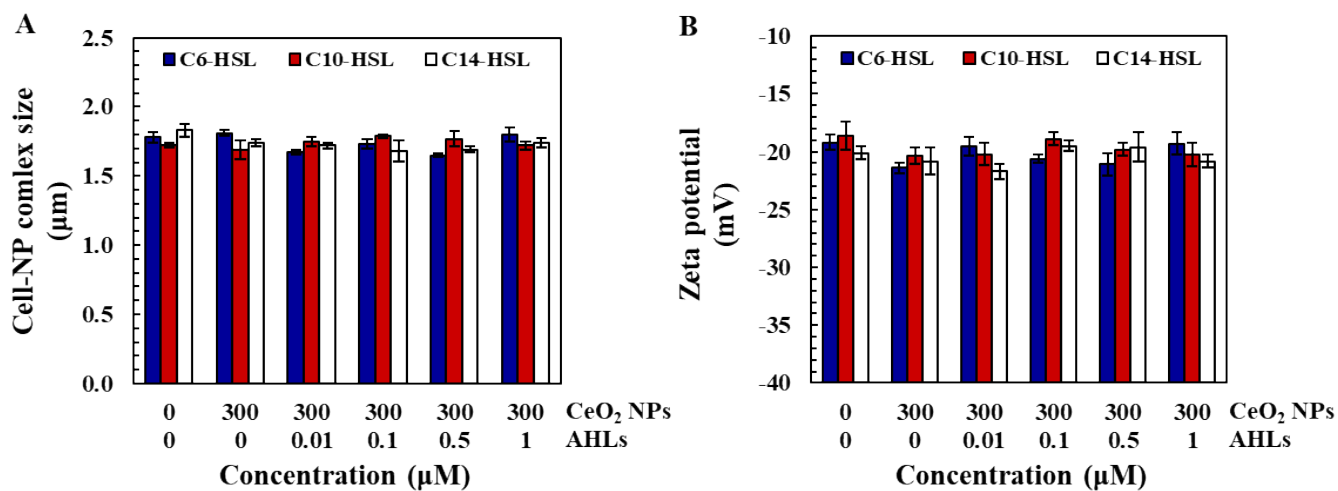 A
2.5
2.0
1.5
1.0
0.5
0.0
Cell-NP comlex size
(μm)
C6-HSL C10-HSL C14-HSL
0 300 300 300 300 300 CeO₂ NPs
0 0 0.01 0.1 0.5 1 AHLs
Concentration (μM)
B
-10
-15
-20
-25
-30
-35
-40
Zeta potential
(mV)
C6-HSL C10-HSL C14-HSL
0 300 300 300 300 300 CeO₂ NPs
0 0 0.01 0.1 0.5 1 AHLs
Concentration (μM)